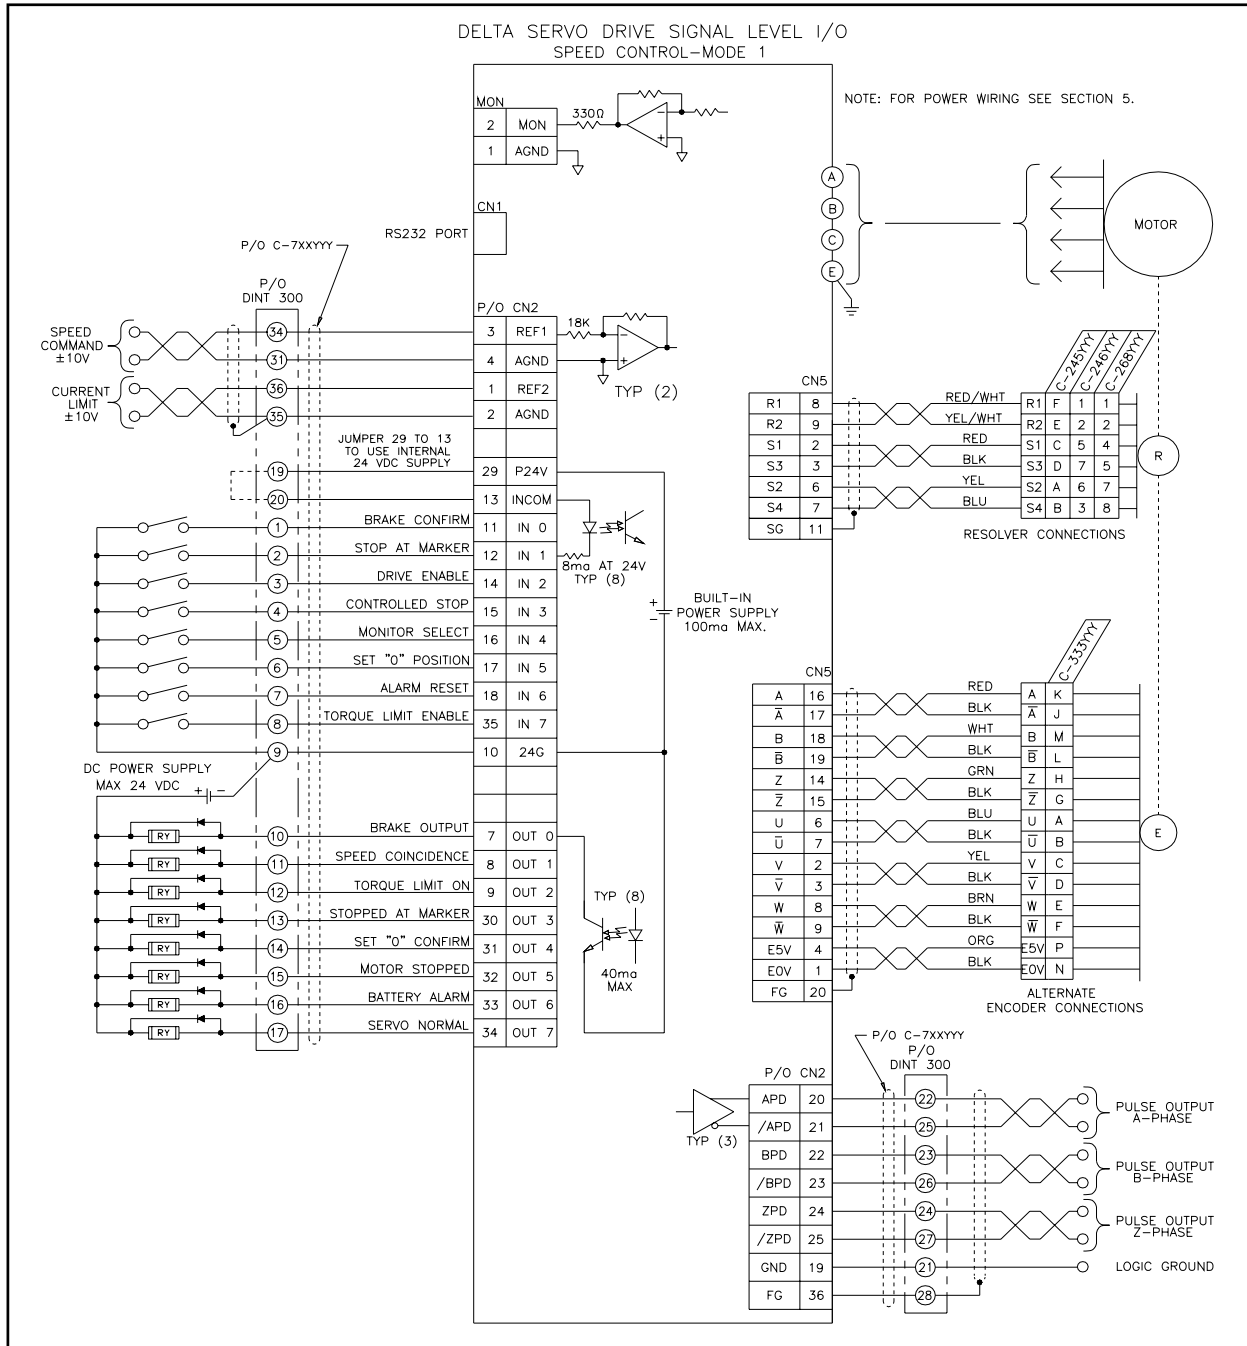 DELTA SERVO DRIVE SIGNAL LEVEL I/O
SPEED CONTROL-MODE 1
NOTE: FOR POWER WIRING SEE SECTION 5.
MON
2 MON
1 AGND
330Ω
- +
CN1
RS232 PORT
A
B
C
E
MOTOR
P/O C-7XXYYY
P/O
DINT 300
P/O CN2
SPEED
COMMAND
±10V
34
31
3 REF1
4 AGND
18K
- +
TYP (2)
CURRENT
LIMIT
±10V
36
35
1 REF2
2 AGND
JUMPER 29 TO 13
TO USE INTERNAL
24 VDC SUPPLY
19 29 P24V
20 13 INCOM
1 BRAKE CONFIRM 11 IN 0
2 STOP AT MARKER 12 IN 1
3 DRIVE ENABLE 14 IN 2
4 CONTROLLED STOP 15 IN 3
5 MONITOR SELECT 16 IN 4
6 SET "0" POSITION 17 IN 5
7 ALARM RESET 18 IN 6
8 TORQUE LIMIT ENABLE 35 IN 7
9 10 24G
8ma AT 24V
TYP (8)
+
-
BUILT-IN
POWER SUPPLY
100ma MAX.
DC POWER SUPPLY
MAX 24 VDC + -
RY 10 BRAKE OUTPUT 7 OUT 0
RY 11 SPEED COINCIDENCE 8 OUT 1
RY 12 TORQUE LIMIT ON 9 OUT 2
RY 13 STOPPED AT MARKER 30 OUT 3
RY 14 SET "0" CONFIRM 31 OUT 4
RY 15 MOTOR STOPPED 32 OUT 5
RY 16 BATTERY ALARM 33 OUT 6
RY 17 SERVO NORMAL 34 OUT 7
TYP (8)
40ma
MAX
C-245YYY
C-246YYY
C-268YYY
CN5
R1 8 RED/WHT R1 F 1 1
R2 9 YEL/WHT R2 E 2 2
S1 2 RED S1 C 5 4
S3 3 BLK S3 D 7 5
S2 6 YEL S2 A 6 7
S4 7 BLU S4 B 3 8
SG 11
R
RESOLVER CONNECTIONS
C-333YYY
CN5
A 16 RED A K
A̅ 17 BLK A̅ J
B 18 WHT B M
B̅ 19 BLK B̅ L
Z 14 GRN Z H
Z̅ 15 BLK Z̅ G
U 6 BLU U A
U̅ 7 BLK U̅ B
V 2 YEL V C
V̅ 3 BLK V̅ D
W 8 BRN W E
W̅ 9 BLK W̅ F
E5V 4 ORG E5V P
E0V 1 BLK E0V N
FG 20
E
ALTERNATE
ENCODER CONNECTIONS
P/O C-7XXYYY
P/O
DINT 300
P/O CN2
TYP (3)
APD 20 22
/APD 21 25
PULSE OUTPUT
A-PHASE
BPD 22 23
/BPD 23 26
PULSE OUTPUT
B-PHASE
ZPD 24 24
/ZPD 25 27
PULSE OUTPUT
Z-PHASE
GND 19 21 LOGIC GROUND
FG 36 28